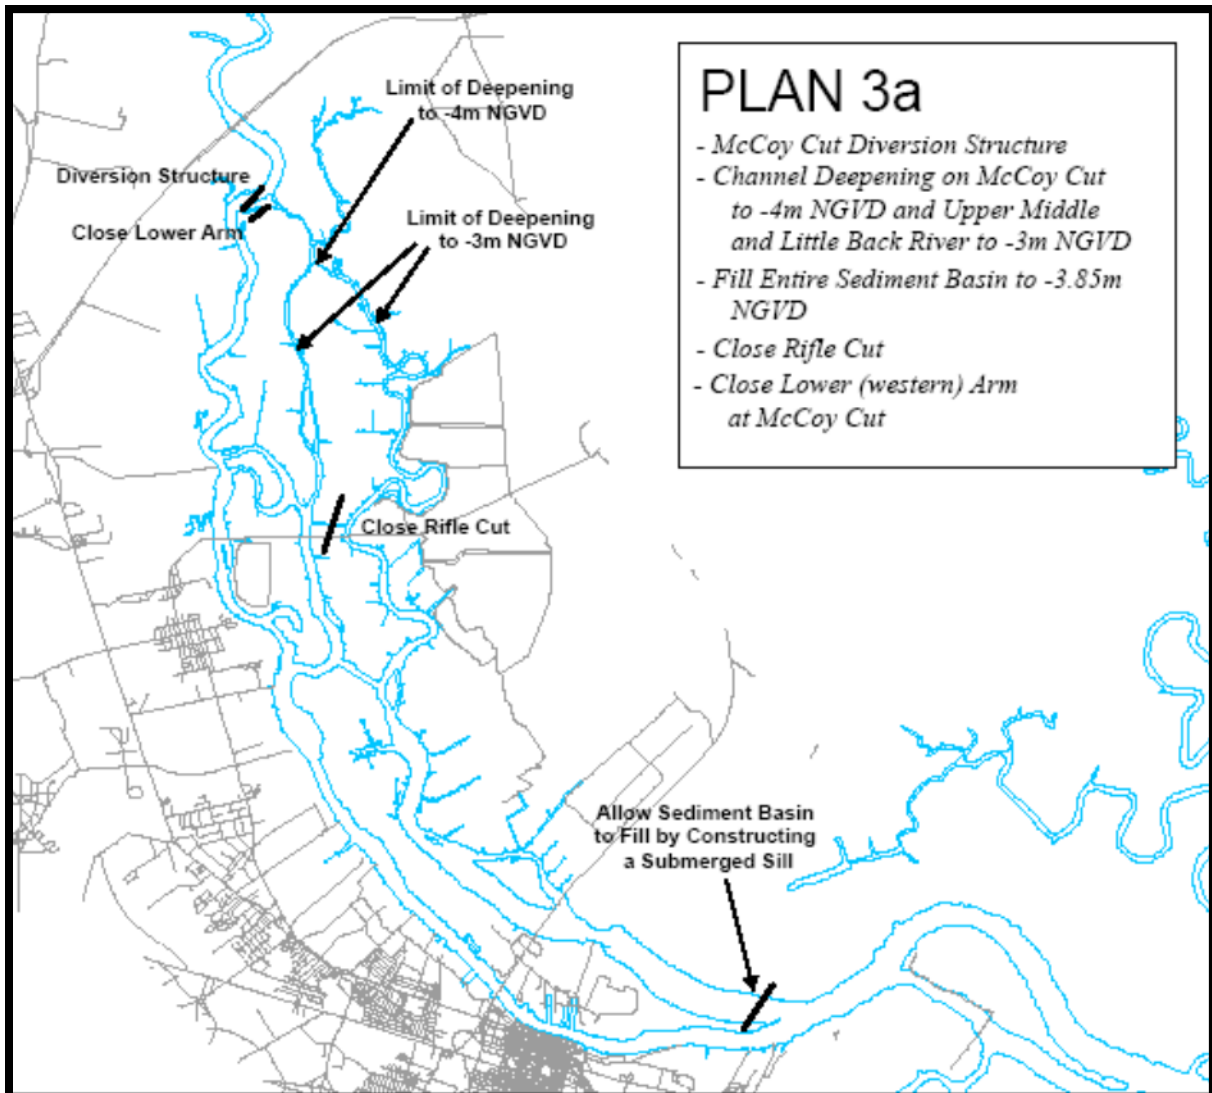 PLAN 3a
- McCoy Cut Diversion Structure
- Channel Deepening on McCoy Cut
to -4m NGVD and Upper Middle
and Little Back River to -3m NGVD
- Fill Entire Sediment Basin to -3.85m
NGVD
- Close Rifle Cut
- Close Lower (western) Arm
at McCoy Cut
Limit of Deepening
to -4m NGVD
Diversion Structure
Close Lower Arm
Limit of Deepening
to -3m NGVD
Close Rifle Cut
Allow Sediment Basin
to Fill by Constructing
a Submerged Sill